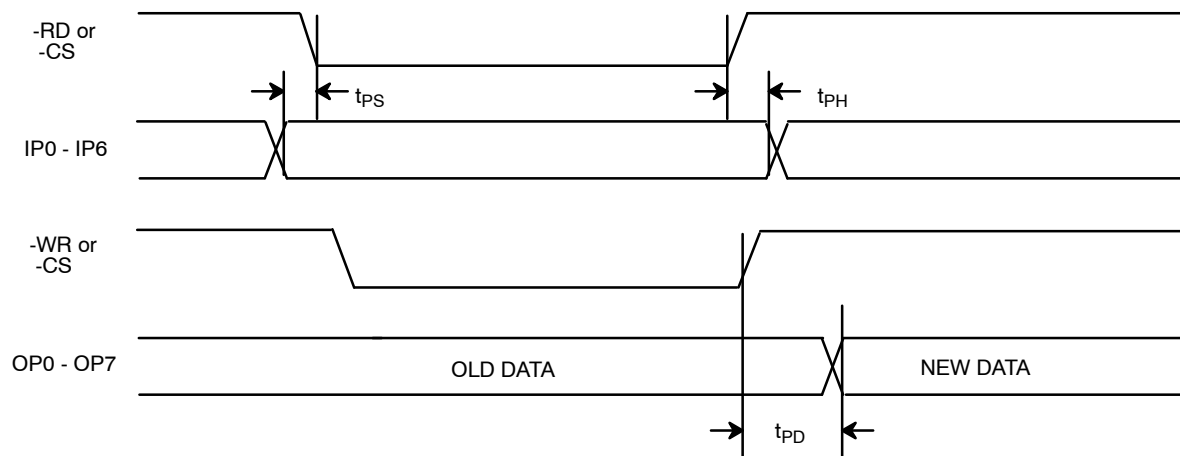 -RD or
-CS
tPS
tPH
IP0 - IP6
-WR or
-CS
OP0 - OP7
OLD DATA
NEW DATA
tPD